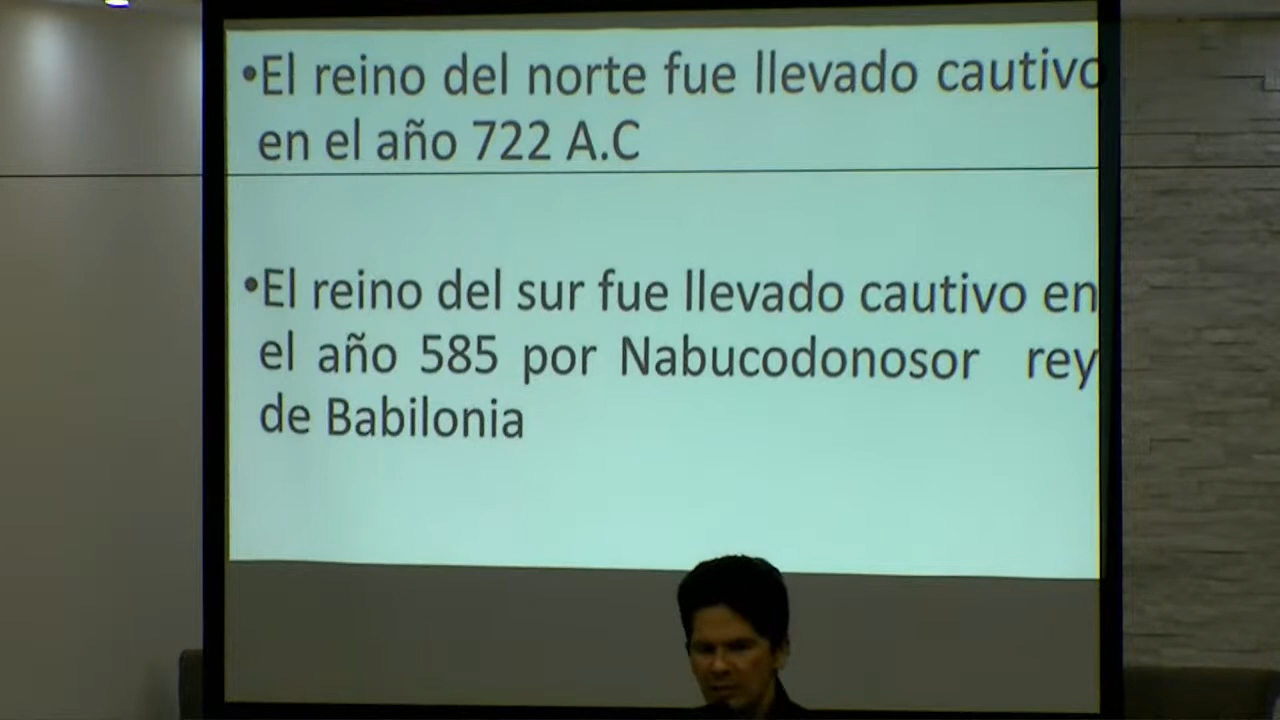 •El reino del norte fue llevado cautivo
en el año 722 A.C
•El reino del sur fue llevado cautivo en
el año 585 por Nabucodonosor rey
de Babilonia